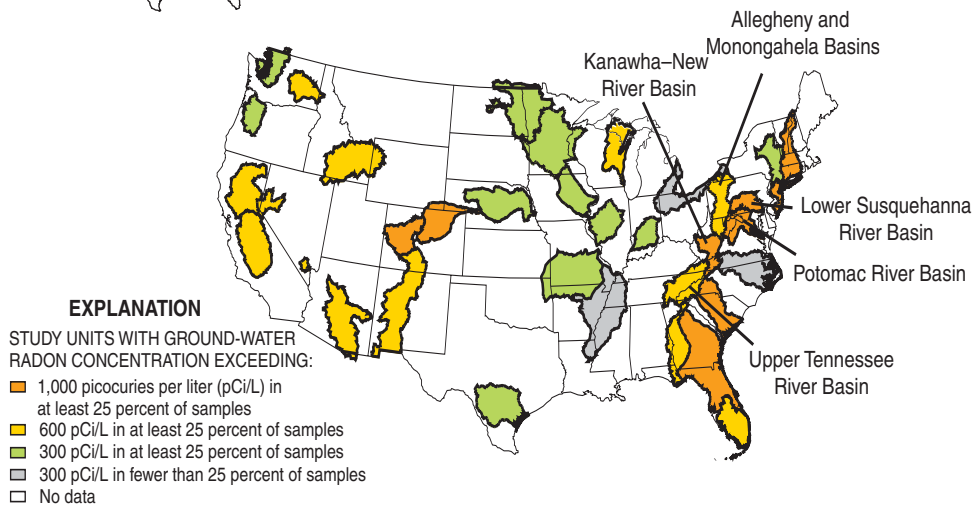 Allegheny and
Monongahela Basins
Kanawha–New
River Basin
Lower Susquehanna
River Basin
Potomac River Basin
Upper Tennessee
River Basin
EXPLANATION
STUDY UNITS WITH GROUND-WATER
RADON CONCENTRATION EXCEEDING:
1,000 picocuries per liter (pCi/L) in
at least 25 percent of samples
600 pCi/L in at least 25 percent of samples
300 pCi/L in at least 25 percent of samples
300 pCi/L in fewer than 25 percent of samples
No data